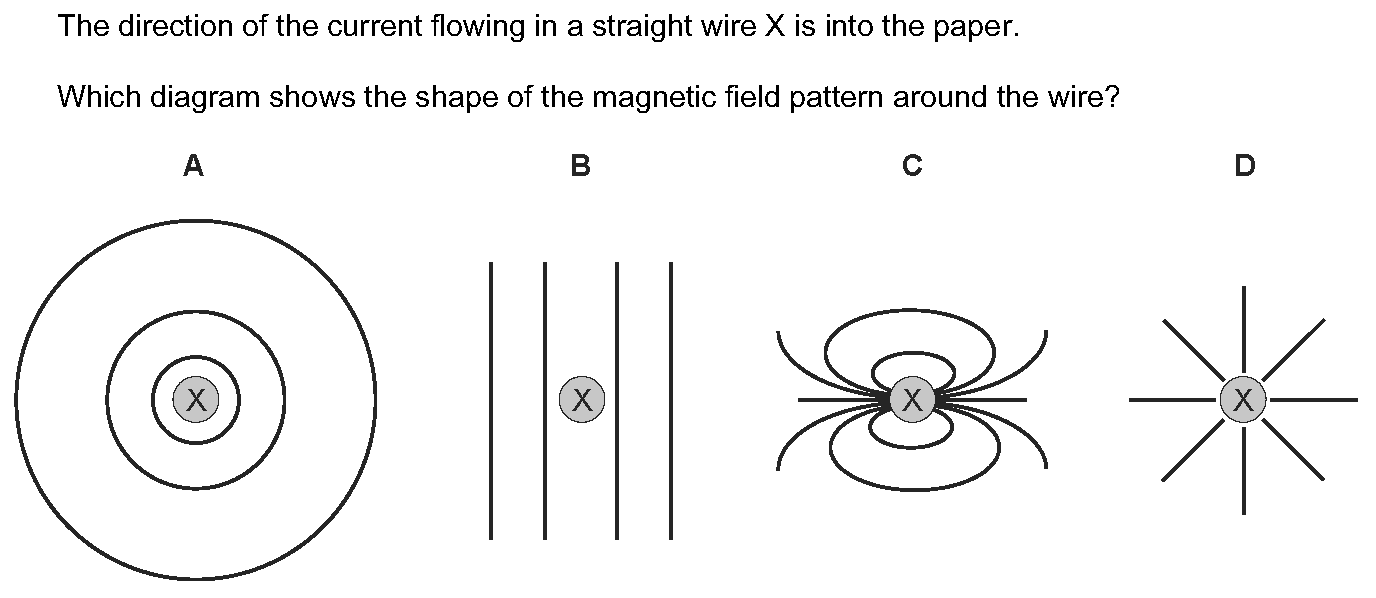 The direction of the current flowing in a straight wire X is into the paper.
Which diagram shows the shape of the magnetic field pattern around the wire?
A B C D
X X X X